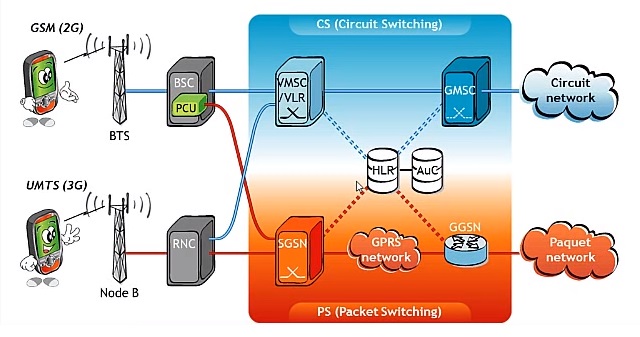 CS (Circuit Switching)
GSM (2G)
BTS
BSC
PCU
VMSC
/VLR
GMSC
Circuit
network
HLR
AuC
UMTS (3G)
Node B
RNC
SGSN
GPRS
network
GGSN
Paquet
network
PS (Packet Switching)